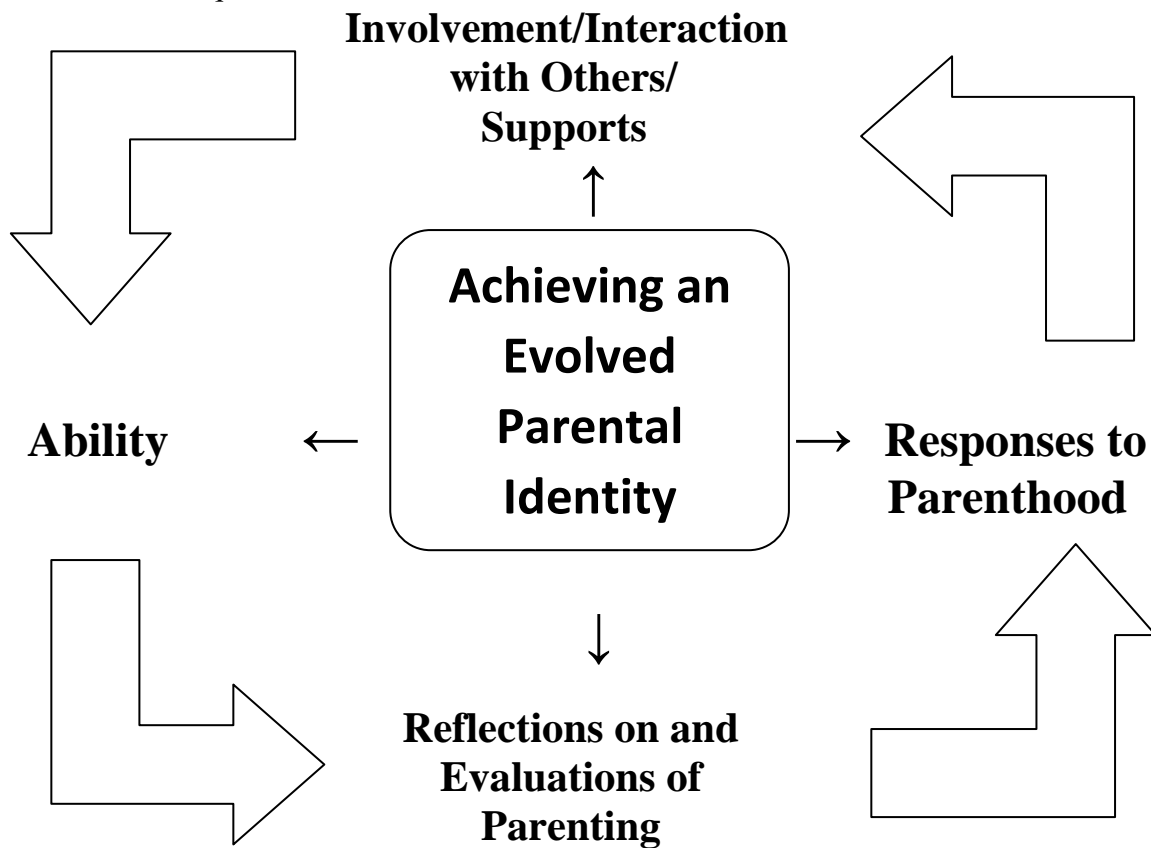 Involvement/Interaction
with Others/
Supports
Achieving an
Evolved
Parental
Identity
Ability
Responses to
Parenthood
Reflections on and
Evaluations of
Parenting